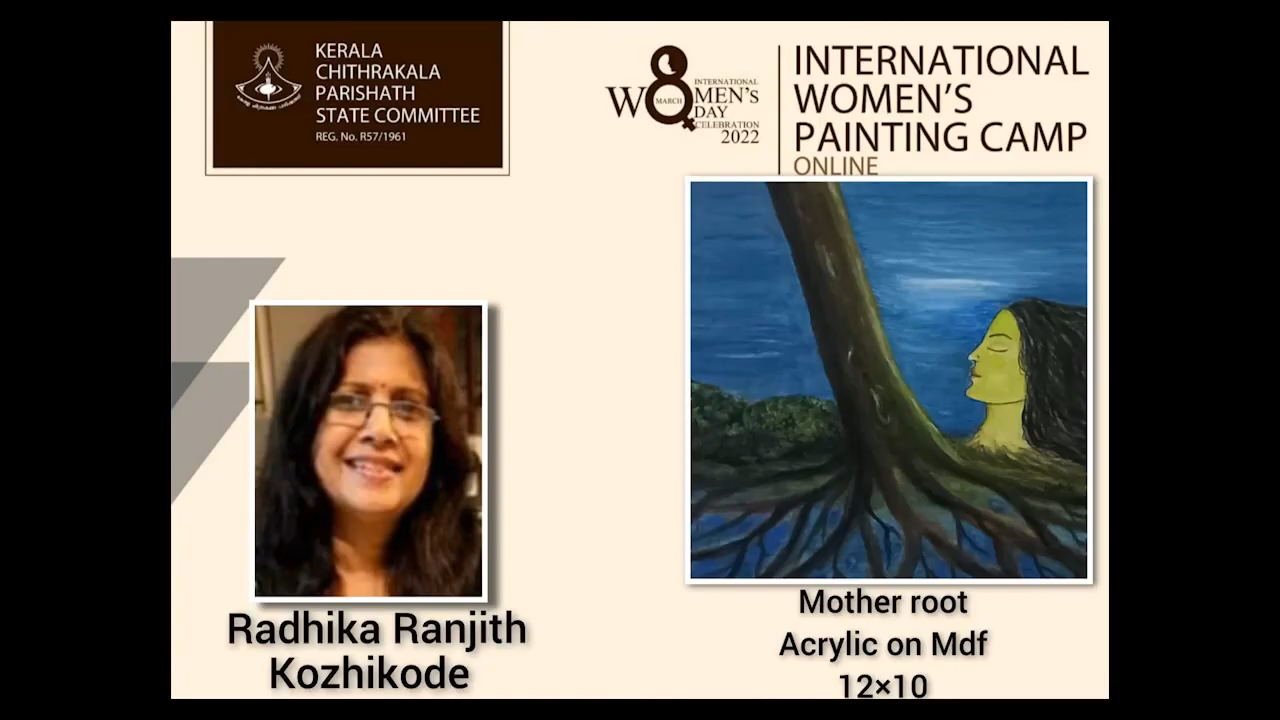 KERALA
CHITHRAKALA
PARISHATH
STATE COMMITTEE
REG. No. R57/1961
8
MARCH
INTERNATIONAL
WOMEN'S
DAY
CELEBRATION
2022
INTERNATIONAL
WOMEN'S
PAINTING CAMP
ONLINE
Radhika Ranjith
Kozhikode
Mother root
Acrylic on Mdf
12×10